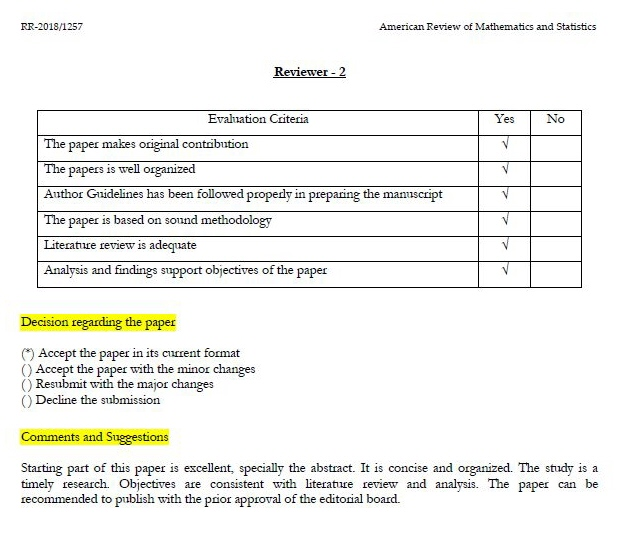 RR-2018/1257 American Review of Mathematics and Statistics
Reviewer - 2
Evaluation Criteria Yes No
The paper makes original contribution √
The papers is well organized √
Author Guidelines has been followed properly in preparing the manuscript √
The paper is based on sound methodology √
Literature review is adequate √
Analysis and findings support objectives of the paper √
Decision regarding the paper
(*) Accept the paper in its current format
() Accept the paper with the minor changes
() Resubmit with the major changes
() Decline the submission
Comments and Suggestions
Starting part of this paper is excellent, specially the abstract. It is concise and organized. The study is a
timely research. Objectives are consistent with literature review and analysis. The paper can be
recommended to publish with the prior approval of the editorial board.